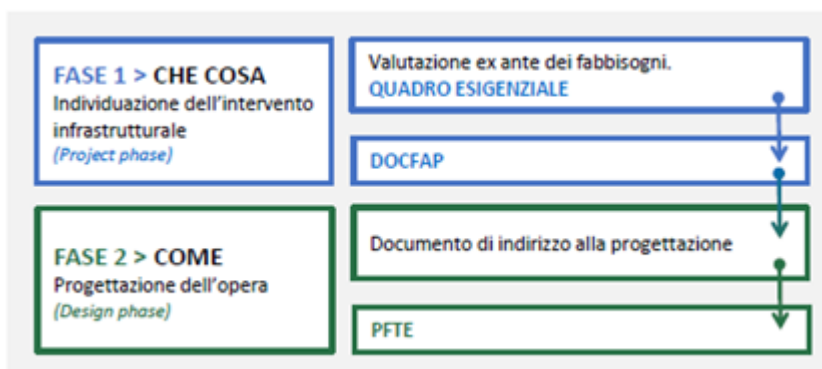 FASE 1 > CHE COSA
Individuazione dell'intervento
infrastrutturale
(Project phase)
Valutazione ex ante dei fabbisogni.
QUADRO ESIGENZIALE
DOCFAP
FASE 2 > COME
Progettazione dell'opera
(Design phase)
Documento di indirizzo alla progettazione
PFTE